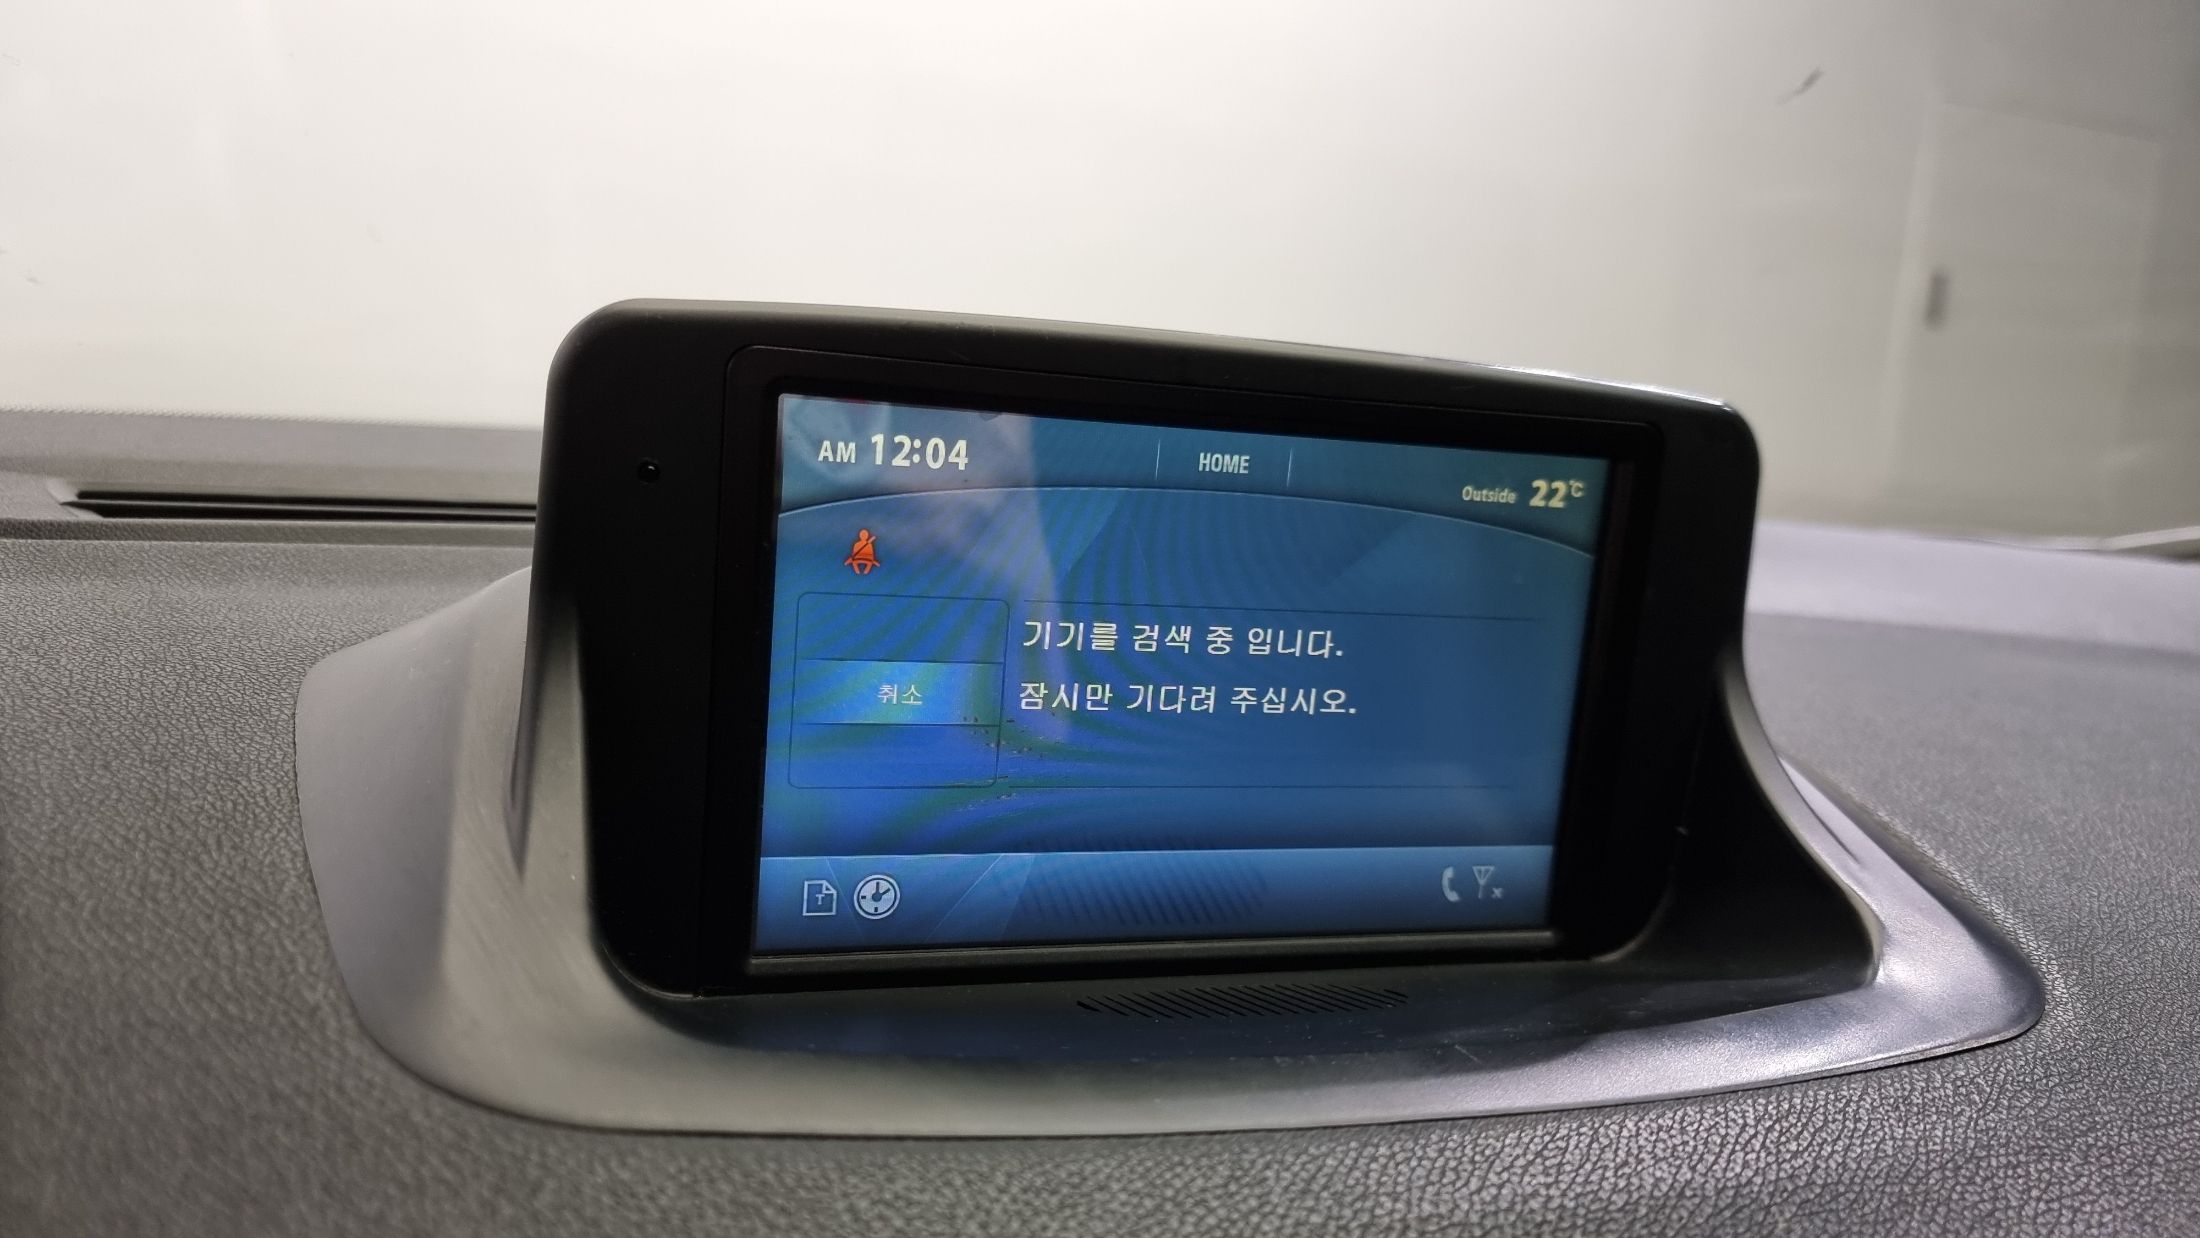 AM 12:04
HOME
Outside 22℃
기기를 검색 중 입니다.
취소
잠시만 기다려 주십시오.
T